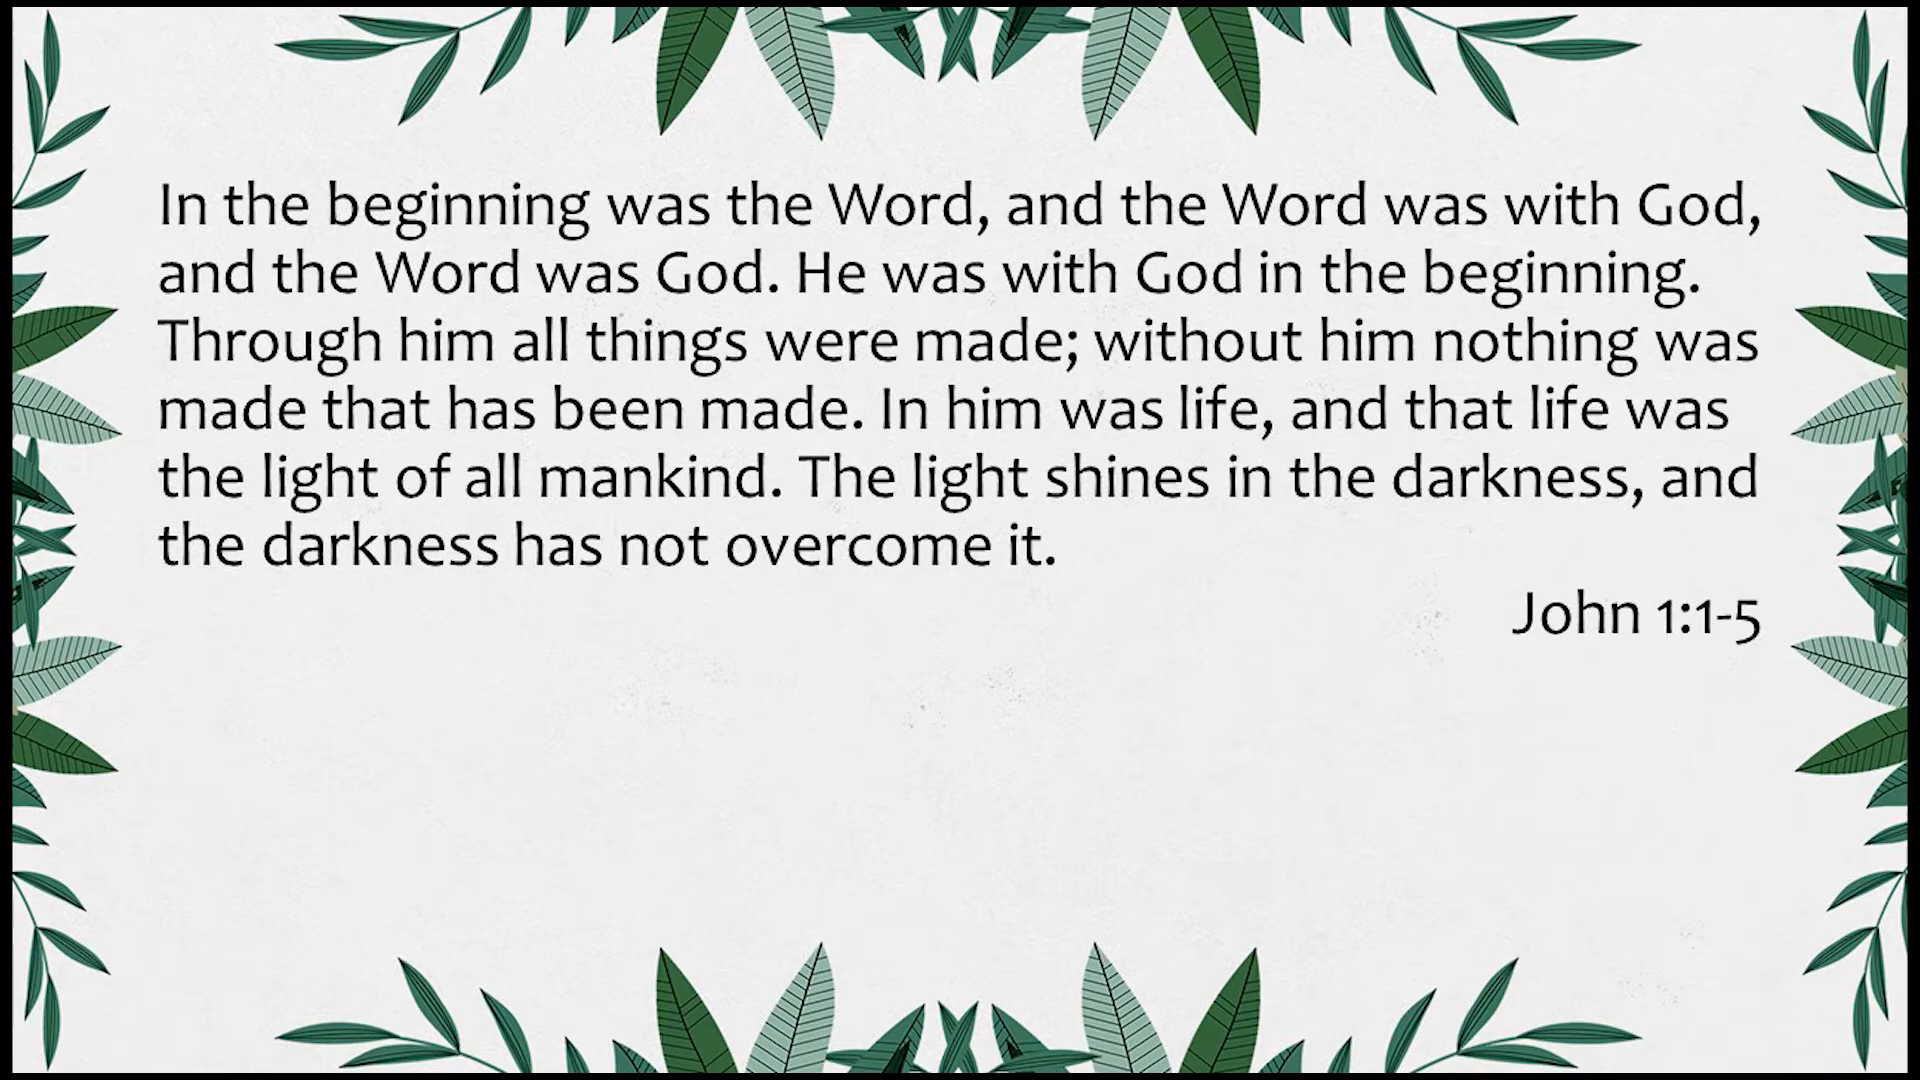 In the beginning was the Word, and the Word was with God,
and the Word was God. He was with God in the beginning.
Through him all things were made; without him nothing was
made that has been made. In him was life, and that life was
the light of all mankind. The light shines in the darkness, and
the darkness has not overcome it.
John 1:1-5